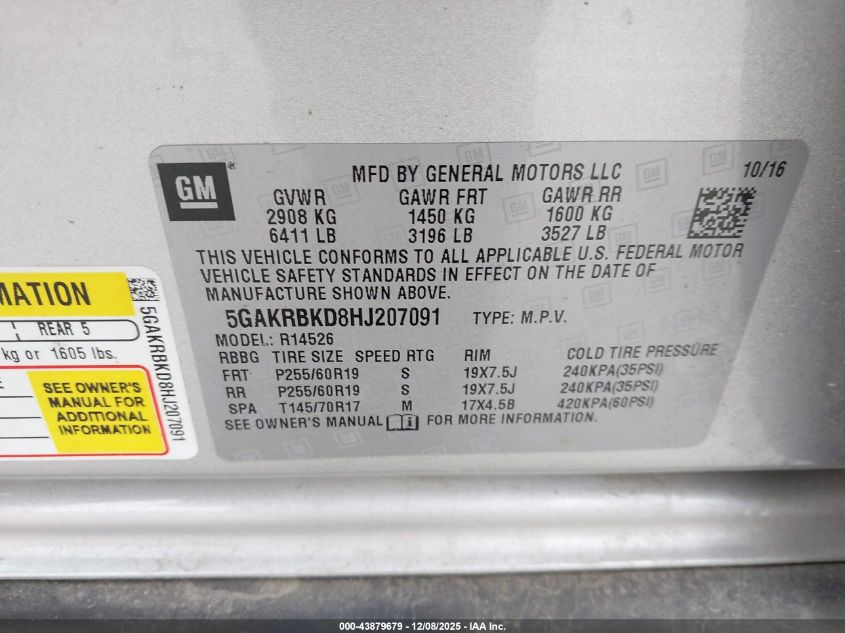 GM
MFD BY GENERAL MOTORS LLC 10/16
GVWR GAWR FRT GAWR RR
2908 KG 1450 KG 1600 KG
6411 LB 3196 LB 3527 LB
THIS VEHICLE CONFORMS TO ALL APPLICABLE U.S. FEDERAL MOTOR
VEHICLE SAFETY STANDARDS IN EFFECT ON THE DATE OF
MANUFACTURE SHOWN ABOVE.
5GAKRBKD8HJ207091 TYPE: M.P.V.
MODEL: R14526
RBBG TIRE SIZE SPEED RTG RIM COLD TIRE PRESSURE
FRT P255/60R19 S 19X7.5J 240KPA(35PSI)
RR P255/60R19 S 19X7.5J 240KPA(35PSI)
SPA T145/70R17 M 17X4.5B 420KPA(60PSI)
SEE OWNER'S MANUAL FOR MORE INFORMATION.
MATION
REAR 5
kg or 1605 lbs.
SEE OWNER'S
MANUAL FOR
ADDITIONAL
INFORMATION
5GAKRBKD8HJ207091
000-43879679 | 12/08/2025 - IAA Inc.